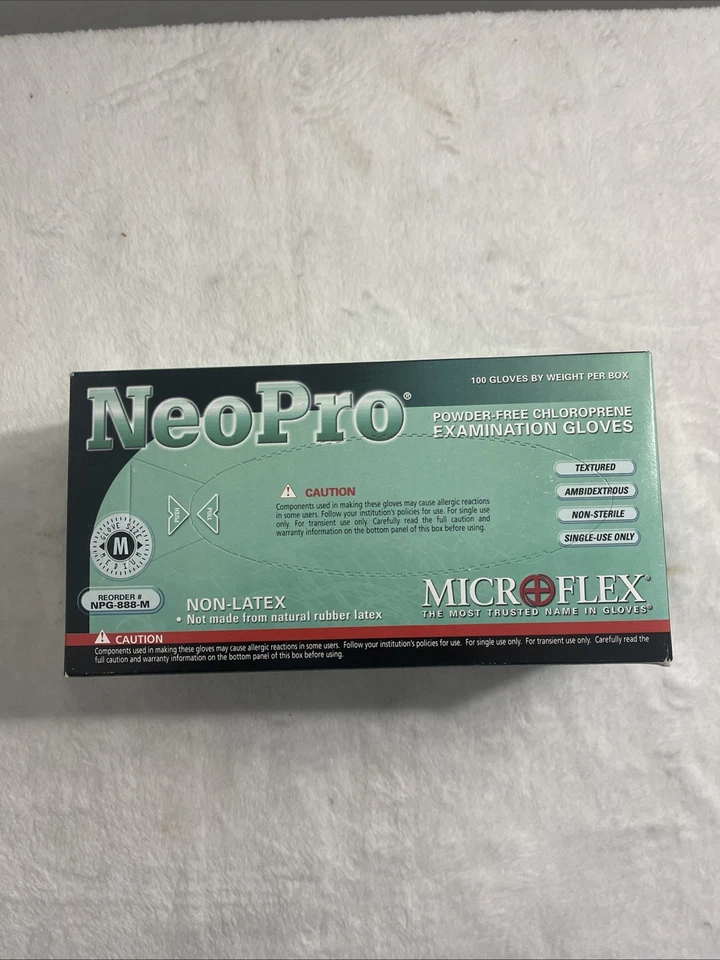 NeoPro®
100 GLOVES BY WEIGHT PER BOX
POWDER-FREE CHLOROPRENE
EXAMINATION GLOVES
TEXTURED
AMBIDEXTROUS
NON-STERILE
SINGLE-USE ONLY
CAUTION
Components used in making these gloves may cause allergic reactions
in some users. Follow your institution's policies for use. For single use
only. For transient use only. Carefully read the full caution and
warranty information on the bottom panel of this box before using.
PUSH
PULL
GLOVE SIZE
M
MEDIUM
REORDER #
NPG-888-M
NON-LATEX
• Not made from natural rubber latex
MICROFLEX®
THE MOST TRUSTED NAME IN GLOVES®
CAUTION
Components used in making these gloves may cause allergic reactions in some users. Follow your institution's policies for use. For single use only. For transient use only. Carefully read the
full caution and warranty information on the bottom panel of this box before using.